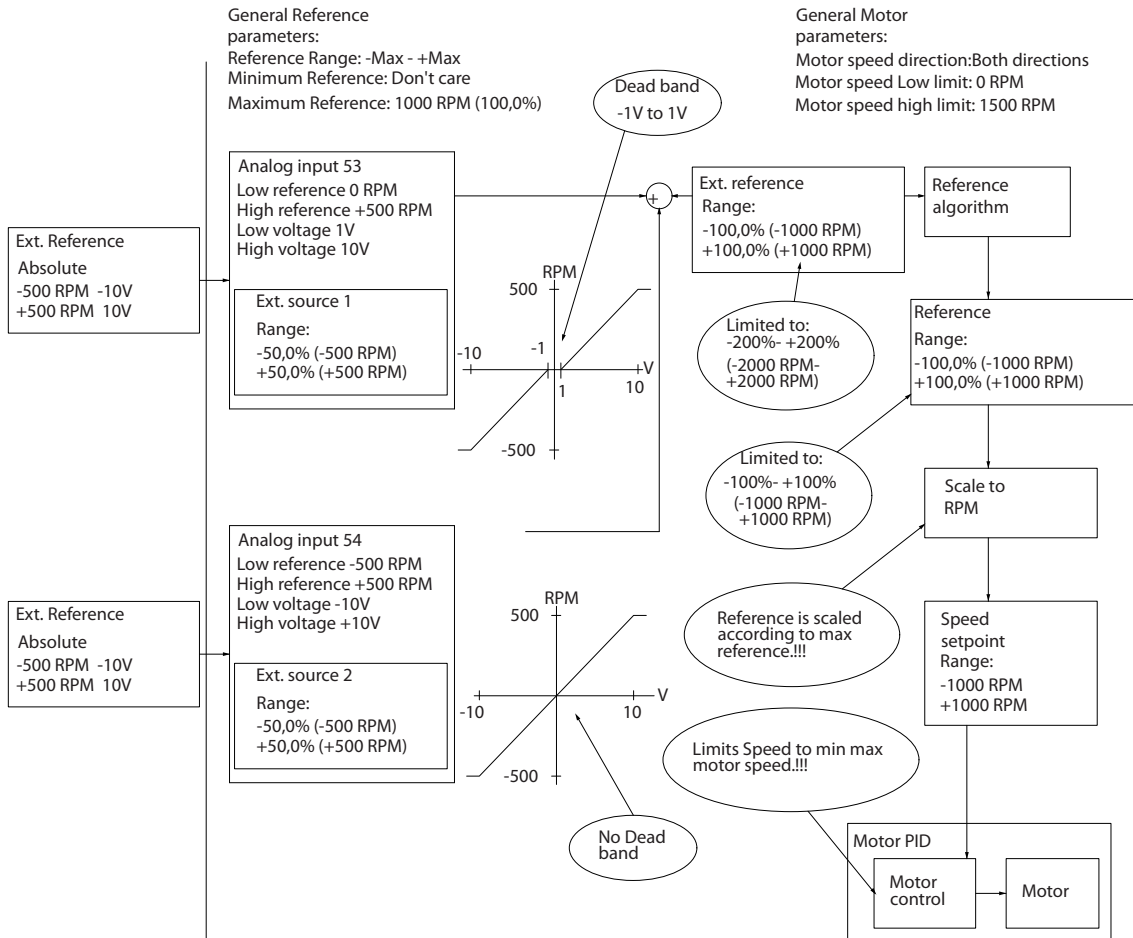 General Reference
parameters:
Reference Range: -Max - +Max
Minimum Reference: Don't care
Maximum Reference: 1000 RPM (100,0%)
General Motor
parameters:
Motor speed direction:Both directions
Motor speed Low limit: 0 RPM
Motor speed high limit: 1500 RPM
Dead band
-1V to 1V
Analog input 53
Low reference 0 RPM
High reference +500 RPM
Low voltage 1V
High voltage 10V
Ext. source 1
Range:
-50,0% (-500 RPM)
+50,0% (+500 RPM)
Ext. Reference
Absolute
-500 RPM -10V
+500 RPM 10V
+
Ext. reference
Range:
-100,0% (-1000 RPM)
+100,0% (+1000 RPM)
Reference
algorithm
RPM
500
-10
-1
V
1
10
-500
Limited to:
-200%- +200%
(-2000 RPM-
+2000 RPM)
Reference
Range:
-100,0% (-1000 RPM)
+100,0% (+1000 RPM)
Limited to:
-100%- +100%
(-1000 RPM-
+1000 RPM)
Scale to
RPM
Analog input 54
Low reference -500 RPM
High reference +500 RPM
Low voltage -10V
High voltage +10V
Ext. source 2
Range:
-50,0% (-500 RPM)
+50,0% (+500 RPM)
Ext. Reference
Absolute
-500 RPM -10V
+500 RPM 10V
RPM
500
V
-10
10
-500
Reference is scaled
according to max
reference.!!!
Speed
setpoint
Range:
-1000 RPM
+1000 RPM
Limits Speed to min max
motor speed.!!!
No Dead
band
Motor PID
Motor
control
Motor